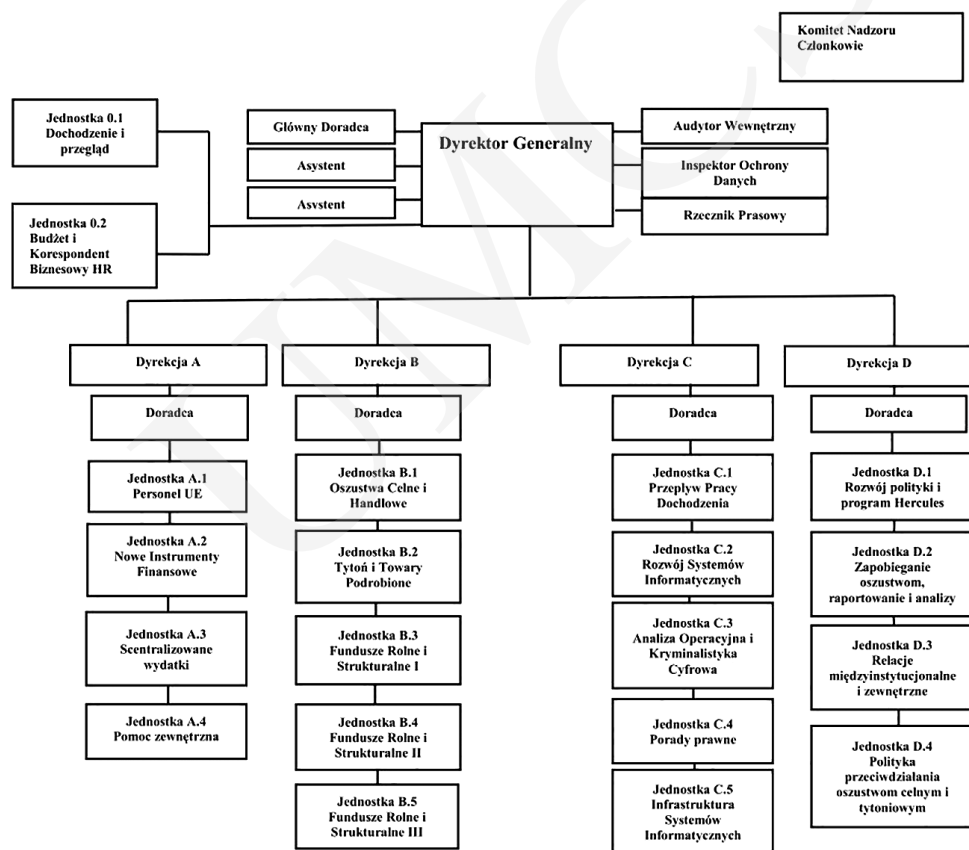 Komitet Nadzoru
Członkowie
Jednostka 0.1
Dochodzenie i
przegląd
Jednostka 0.2
Budżet i
Korespondent
Biznesowy HR
Główny Doradca
Asystent
Asystent
Dyrektor Generalny
Audytor Wewnętrzny
Inspektor Ochrony
Danych
Rzecznik Prasowy
Dyrekcja A
Doradca
Jednostka A.1
Personel UE
Jednostka A.2
Nowe Instrumenty
Finansowe
Jednostka A.3
Scentralizowane
wydatki
Jednostka A.4
Pomoc zewnętrzna
Dyrekcja B
Doradca
Jednostka B.1
Oszustwa Celne i
Handlowe
Jednostka B.2
Tytoń i Towary
Podrobione
Jednostka B.3
Fundusze Rolne i
Strukturalne I
Jednostka B.4
Fundusze Rolne i
Strukturalne II
Jednostka B.5
Fundusze Rolne i
Strukturalne III
Dyrekcja C
Doradca
Jednostka C.1
Przepływ Pracy
Dochodzenia
Jednostka C.2
Rozwój Systemów
Informatycznych
Jednostka C.3
Analiza Operacyjna i
Kryminalistyka
Cyfrowa
Jednostka C.4
Porady prawne
Jednostka C.5
Infrastruktura
Systemów
Informatycznych
Dyrekcja D
Doradca
Jednostka D.1
Rozwój polityki i
program Hercules
Jednostka D.2
Zapobieganie
oszustwom,
raportowanie i analizy
Jednostka D.3
Relacje
międzyinstytucjonalne
i zewnętrzne
Jednostka D.4
Polityka
przeciwdziałania
oszustwom celnym i
tytoniowym
UMCS